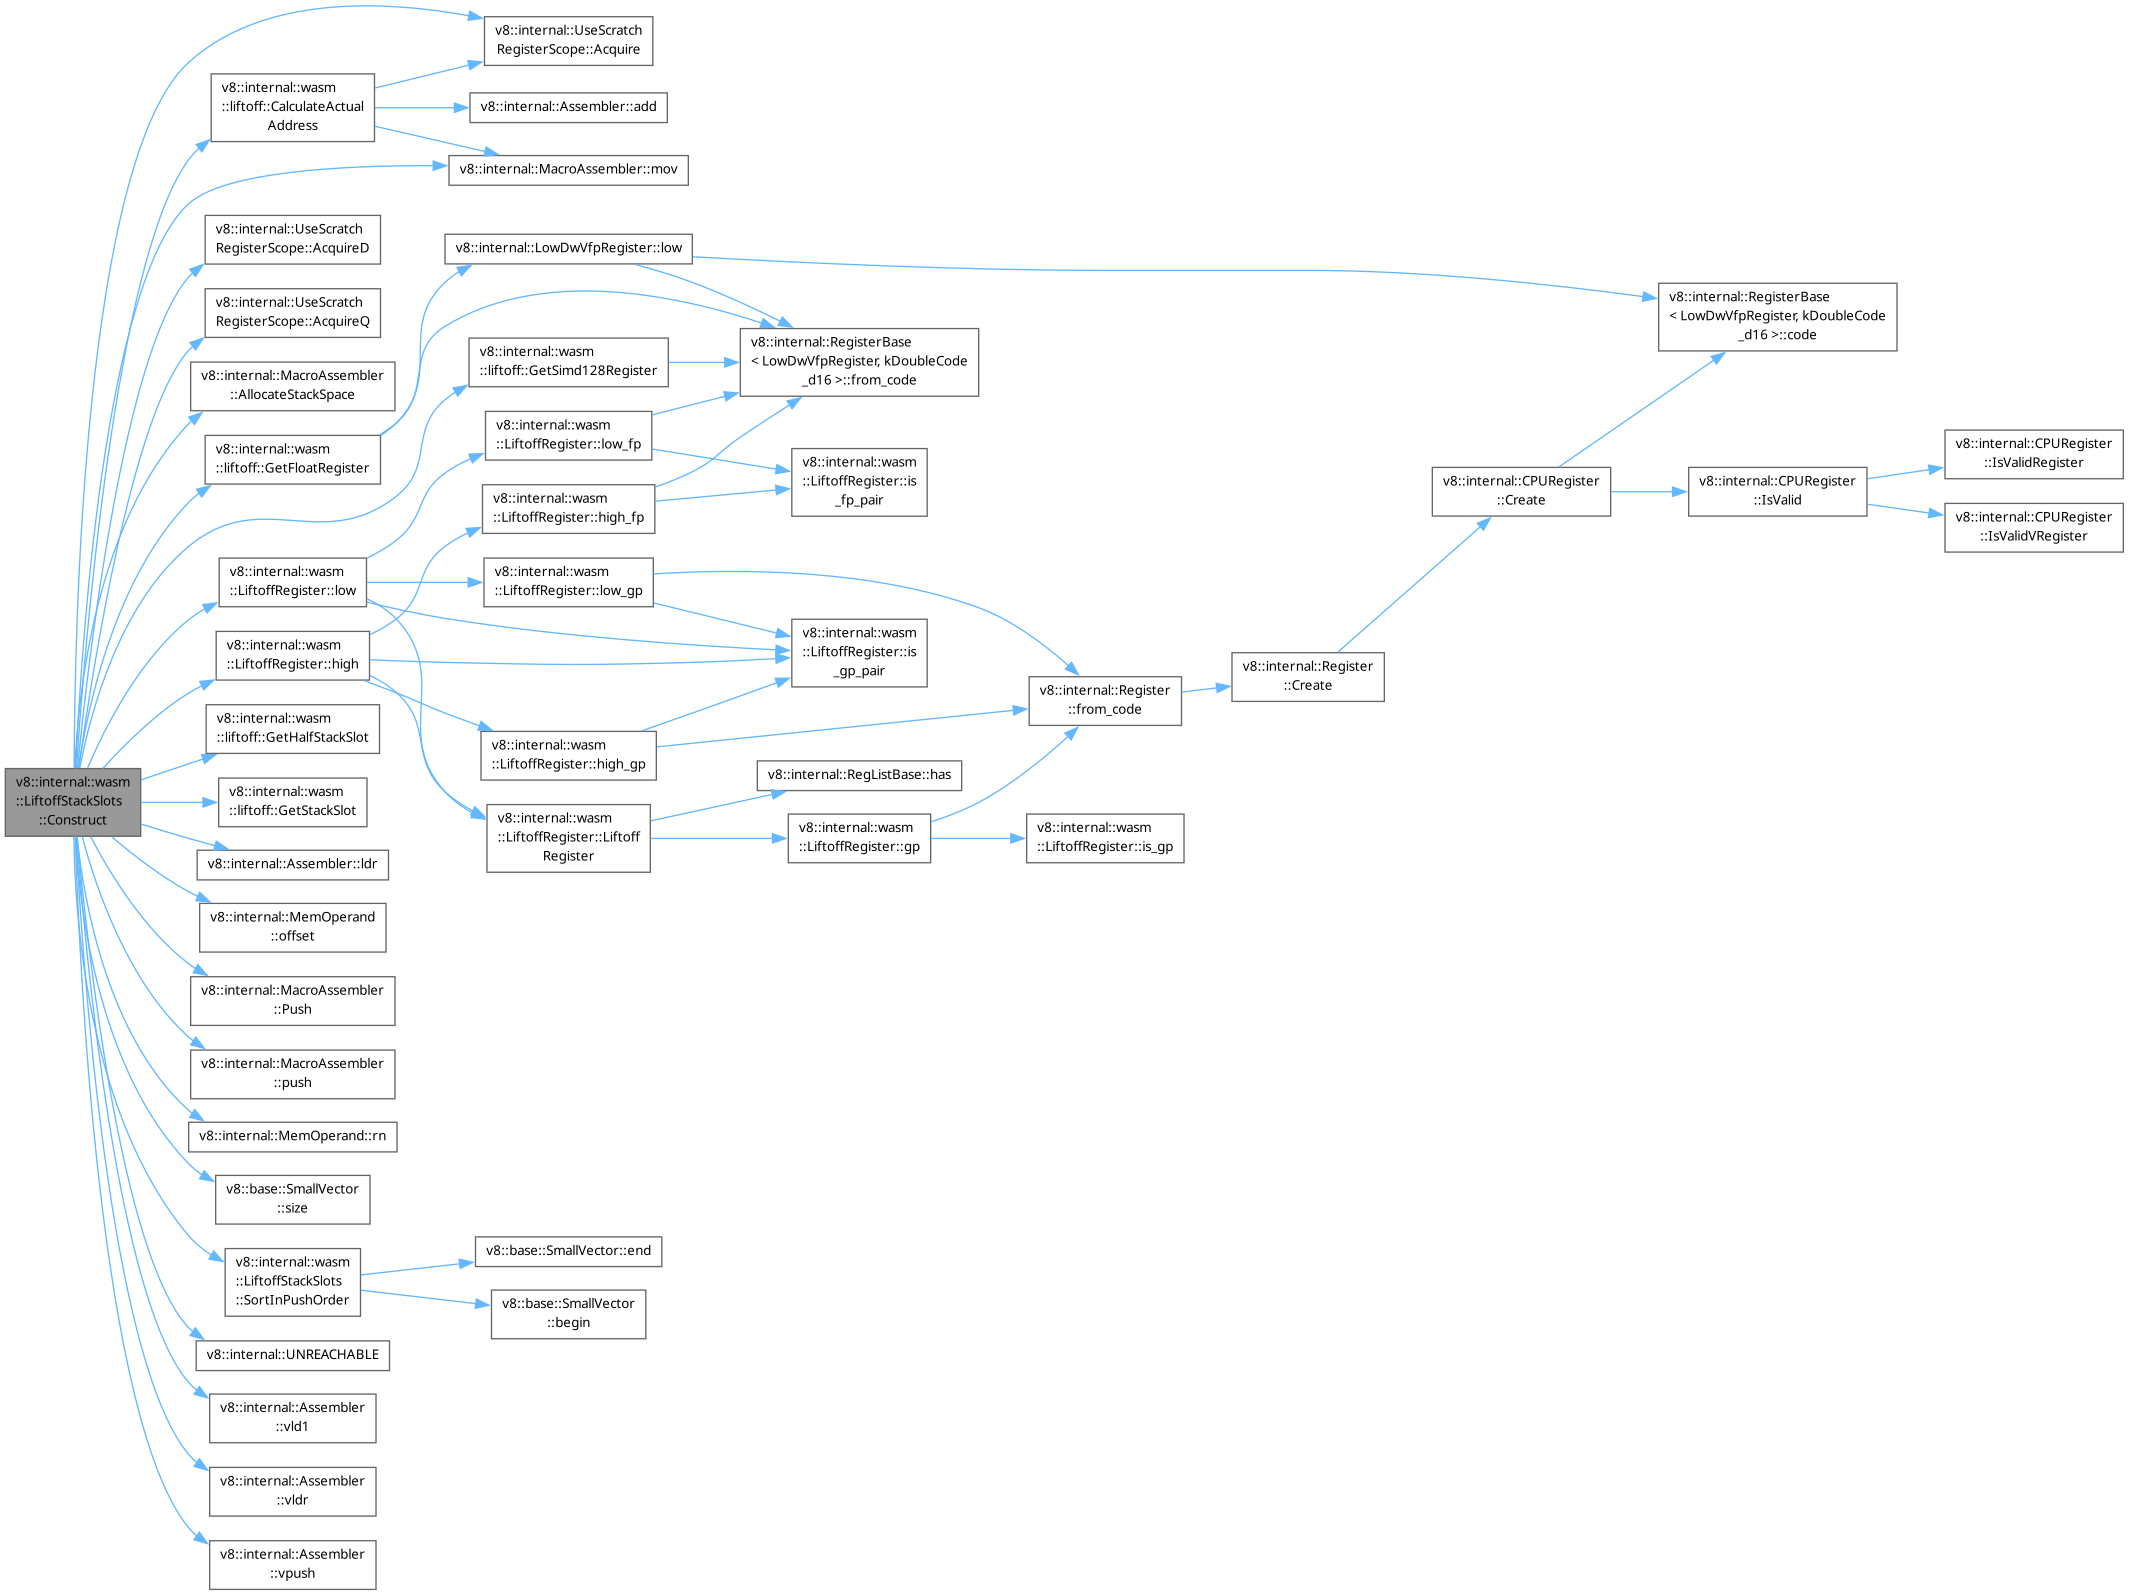 v8::internal::UseScratch
RegisterScope::Acquire
v8::internal::wasm
::liftoff::CalculateActual
Address
v8::internal::Assembler::add
v8::internal::MacroAssembler::mov
v8::internal::UseScratch
RegisterScope::AcquireD
v8::internal::LowDwVfpRegister::low
v8::internal::UseScratch
RegisterScope::AcquireQ
v8::internal::RegisterBase
< LowDwVfpRegister, kDoubleCode
_d16 >::code
v8::internal::wasm
::liftoff::GetSimd128Register
v8::internal::RegisterBase
< LowDwVfpRegister, kDoubleCode
_d16 >::from_code
v8::internal::MacroAssembler
::AllocateStackSpace
v8::internal::wasm
::LiftoffRegister::low_fp
v8::internal::wasm
::liftoff::GetFloatRegister
v8::internal::wasm
::LiftoffRegister::is
_fp_pair
v8::internal::CPURegister
::IsValidRegister
v8::internal::CPURegister
::Create
v8::internal::CPURegister
::IsValid
v8::internal::wasm
::LiftoffRegister::high_fp
v8::internal::CPURegister
::IsValidVRegister
v8::internal::wasm
::LiftoffRegister::low
v8::internal::wasm
::LiftoffRegister::low_gp
v8::internal::wasm
::LiftoffRegister::is
_gp_pair
v8::internal::wasm
::LiftoffRegister::high
v8::internal::Register
::Create
v8::internal::Register
::from_code
v8::internal::wasm
::liftoff::GetHalfStackSlot
v8::internal::wasm
::LiftoffRegister::high_gp
v8::internal::RegListBase::has
v8::internal::wasm
::LiftoffStackSlots
::Construct
v8::internal::wasm
::liftoff::GetStackSlot
v8::internal::wasm
::LiftoffRegister::Liftoff
Register
v8::internal::wasm
::LiftoffRegister::gp
v8::internal::wasm
::LiftoffRegister::is_gp
v8::internal::Assembler::ldr
v8::internal::MemOperand
::offset
v8::internal::MacroAssembler
::Push
v8::internal::MacroAssembler
::push
v8::internal::MemOperand::rn
v8::base::SmallVector
::size
v8::internal::wasm
::LiftoffStackSlots
::SortInPushOrder
v8::base::SmallVector::end
v8::base::SmallVector
::begin
v8::internal::UNREACHABLE
v8::internal::Assembler
::vld1
v8::internal::Assembler
::vldr
v8::internal::Assembler
::vpush